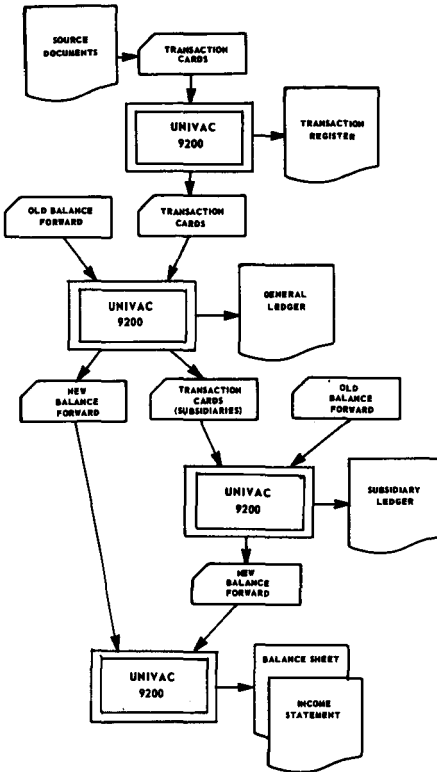 SOURCE
DOCUMENTS
TRANSACTION
CARDS
UNIVAC
9200
TRANSACTION
REGISTER
OLD BALANCE
FORWARD
TRANSACTION
CARDS
UNIVAC
9200
GENERAL
LEDGER
NEW
BALANCE
FORWARD
TRANSACTION
CARDS
(SUBSIDIARIES)
OLD
BALANCE
FORWARD
UNIVAC
9200
SUBSIDIARY
LEDGER
NEW
BALANCE
FORWARD
UNIVAC
9200
BALANCE SHEET
INCOME
STATEMENT